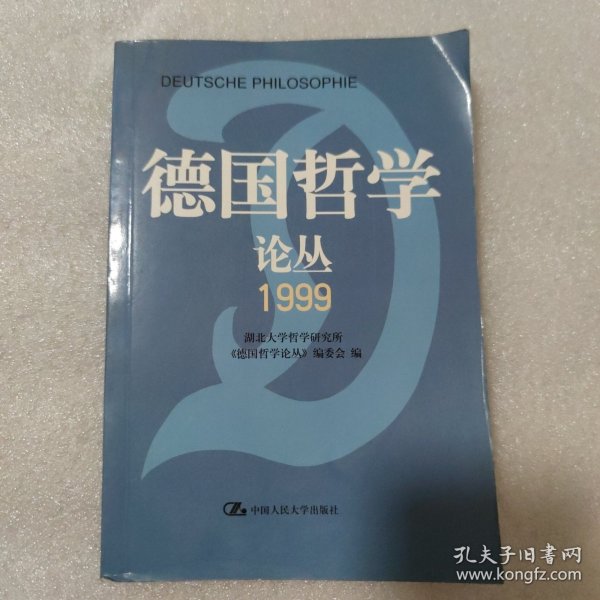 DEUTSCHE PHILOSOPHIE
德国哲学
论丛
1999
湖北大学哲学研究所
《德国哲学论丛》编委会 编
中国人民大学出版社
孔夫子旧书网
www.kongfz.com